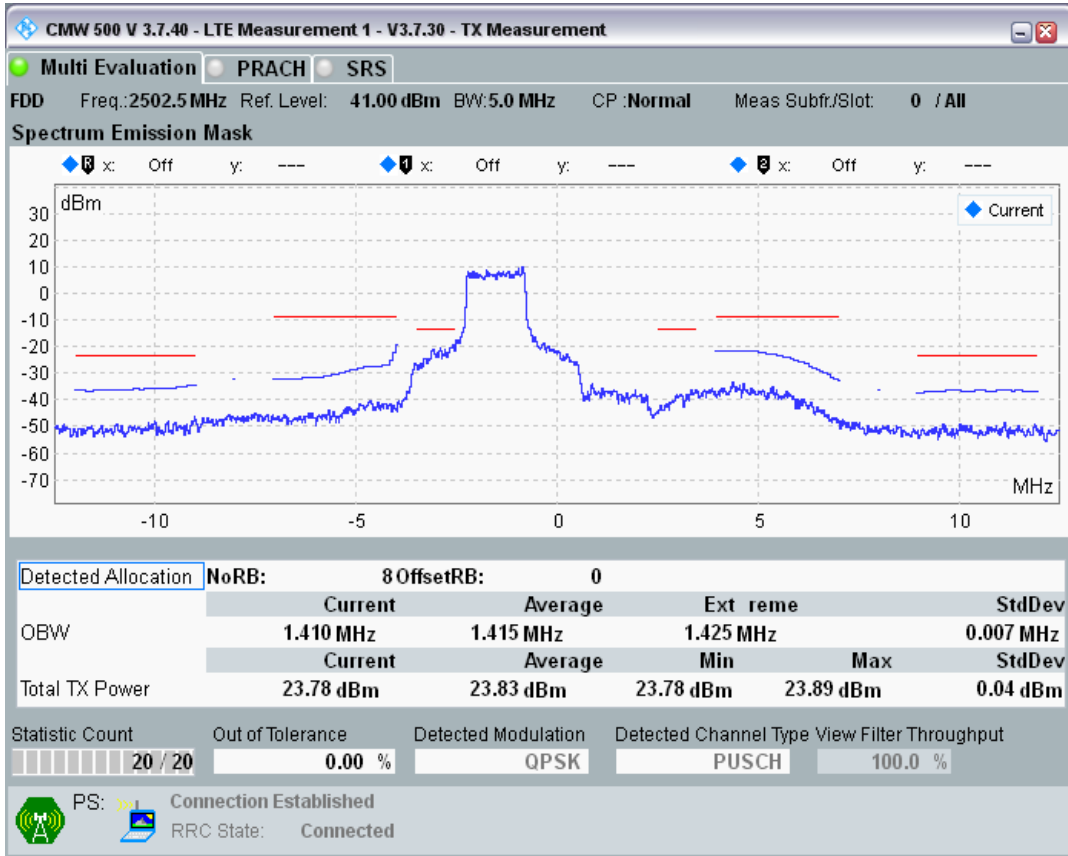 CMW 500 V 3.7.40 - LTE Measurement 1 - V3.7.30 - TX Measurement
Multi Evaluation PRACH SRS
FDD Freq.:2502.5 MHz Ref. Level: 41.00 dBm BW:5.0 MHz CP :Normal Meas Subfr./Slot: 0 / All
Spectrum Emission Mask
R x: Off y: --- 1 x: Off y: --- 2 x: Off y: ---
dBm
Current
30
20
10
0
-10
-20
-30
-40
-50
-60
-70
MHz
-10 -5 0 5 10
Detected Allocation NoRB: 8 OffsetRB: 0
Current Average Ext reme StdDev
OBW 1.410 MHz 1.415 MHz 1.425 MHz 0.007 MHz
Current Average Min Max StdDev
Total TX Power 23.78 dBm 23.83 dBm 23.78 dBm 23.89 dBm 0.04 dBm
Statistic Count Out of Tolerance Detected Modulation Detected Channel Type View Filter Throughput
20 / 20 0.00 % QPSK PUSCH 100.0 %
PS: Connection Established
RRC State: Connected